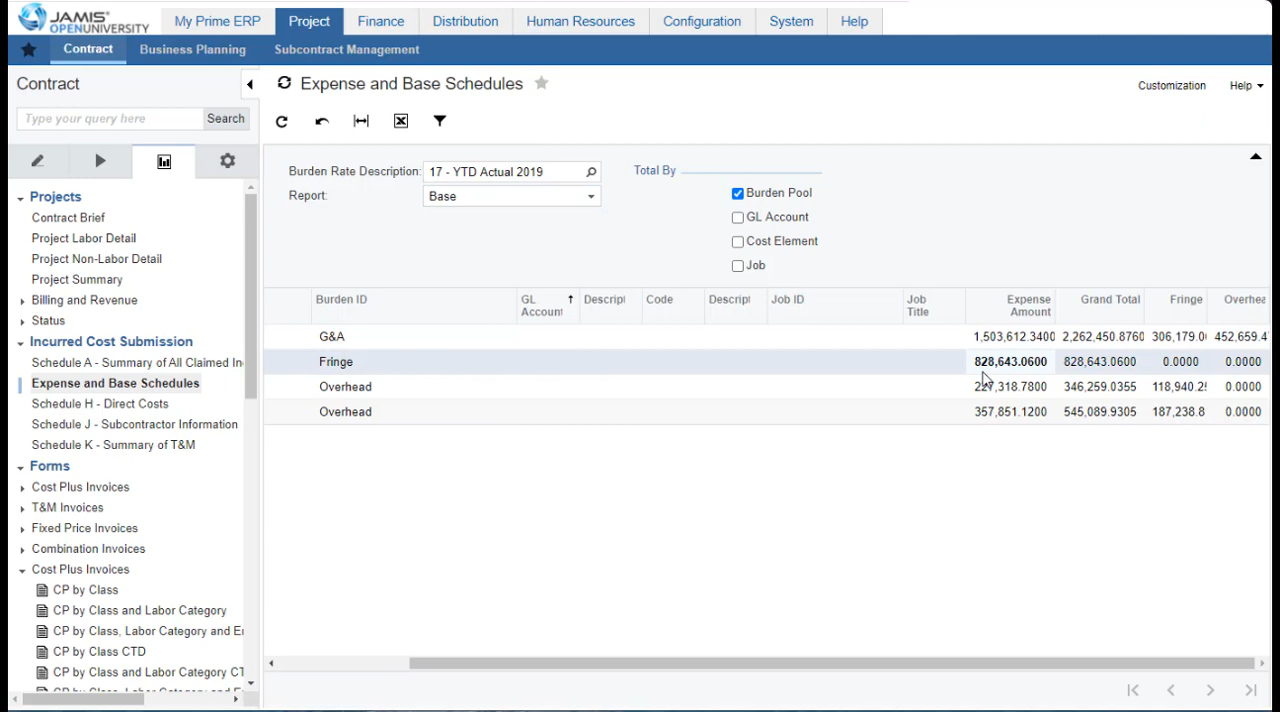 JAMIS
OPENUNIVERSITY
My Prime ERP Project Finance Distribution Human Resources Configuration System Help
Contract Business Planning Subcontract Management
Contract
Expense and Base Schedules
Customization Help
Type your query here Search
Burden Rate Description: 17 - YTD Actual 2019
Report: Base
Total By
Burden Pool
GL Account
Cost Element
Job
Projects
Contract Brief
Project Labor Detail
Project Non-Labor Detail
Project Summary
Billing and Revenue
Status
Incurred Cost Submission
Schedule A - Summary of All Claimed In
Expense and Base Schedules
Schedule H - Direct Costs
Schedule J - Subcontractor Information
Schedule K - Summary of T&M
Forms
Cost Plus Invoices
T&M Invoices
Fixed Price Invoices
Combination Invoices
Cost Plus Invoices
CP by Class
CP by Class and Labor Category
CP by Class, Labor Category and E
CP by Class CTD
CP by Class and Labor Category CT
Burden ID GL Account Descript Code Descript Job ID Job Title Expense Amount Grand Total Fringe Overhea
G&A 1,503,612.3400 2,262,450.8760 306,179.0 452,659.4
Fringe 828,643.0600 828,643.0600 0.0000 0.0000
Overhead 227,318.7800 346,259.0355 118,940.25 0.0000
Overhead 357,851.1200 545,089.9305 187,238.8 0.0000